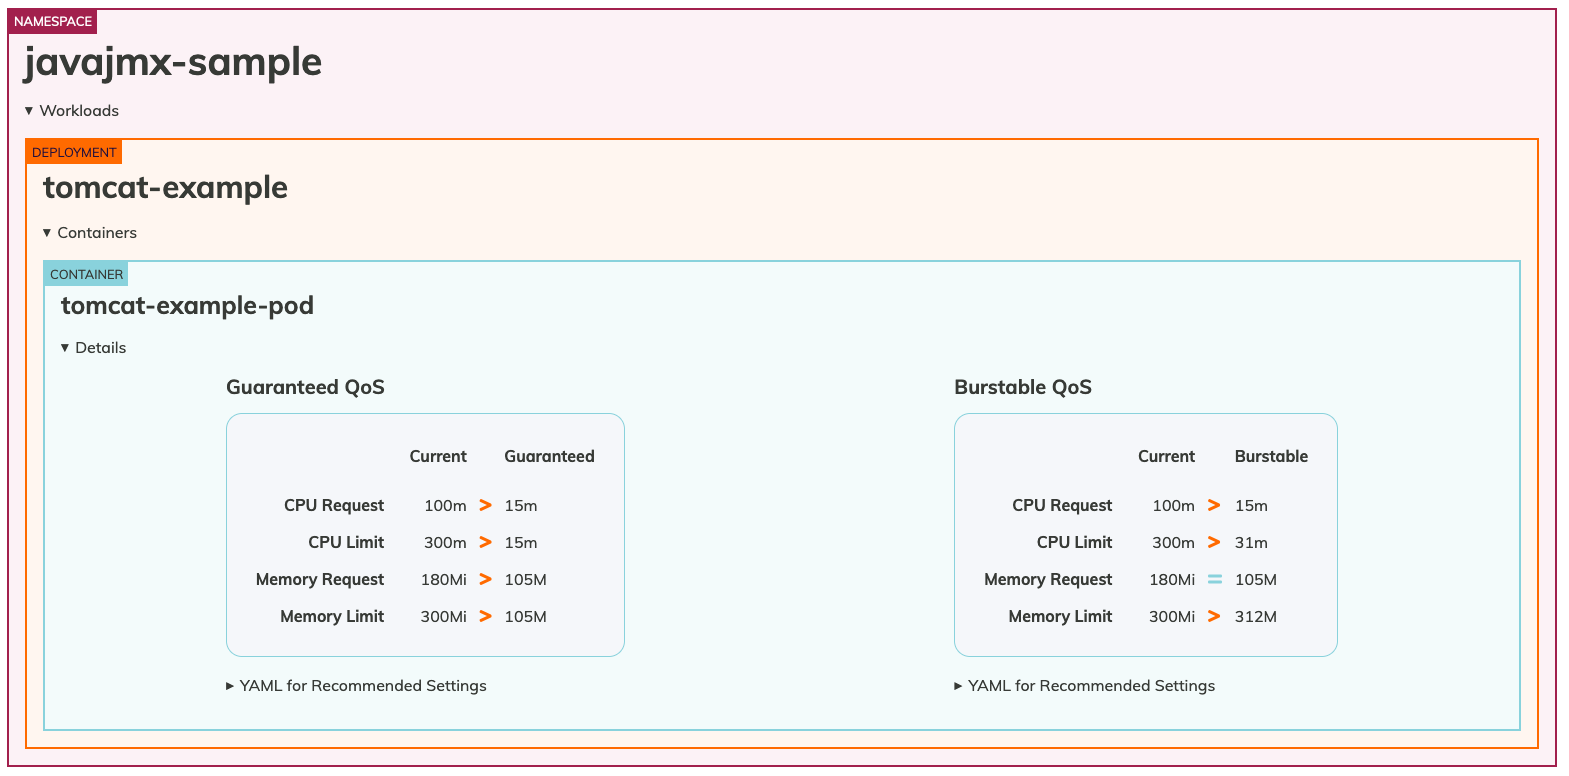 NAMESPACE
javajmx-sample
▾ Workloads
DEPLOYMENT
tomcat-example
▾ Containers
CONTAINER
tomcat-example-pod
▾ Details
Guaranteed QoS
Current Guaranteed
CPU Request 100m > 15m
CPU Limit 300m > 15m
Memory Request 180Mi > 105M
Memory Limit 300Mi > 105M
▸ YAML for Recommended Settings
Burstable QoS
Current Burstable
CPU Request 100m > 15m
CPU Limit 300m > 31m
Memory Request 180Mi = 105M
Memory Limit 300Mi > 312M
▸ YAML for Recommended Settings